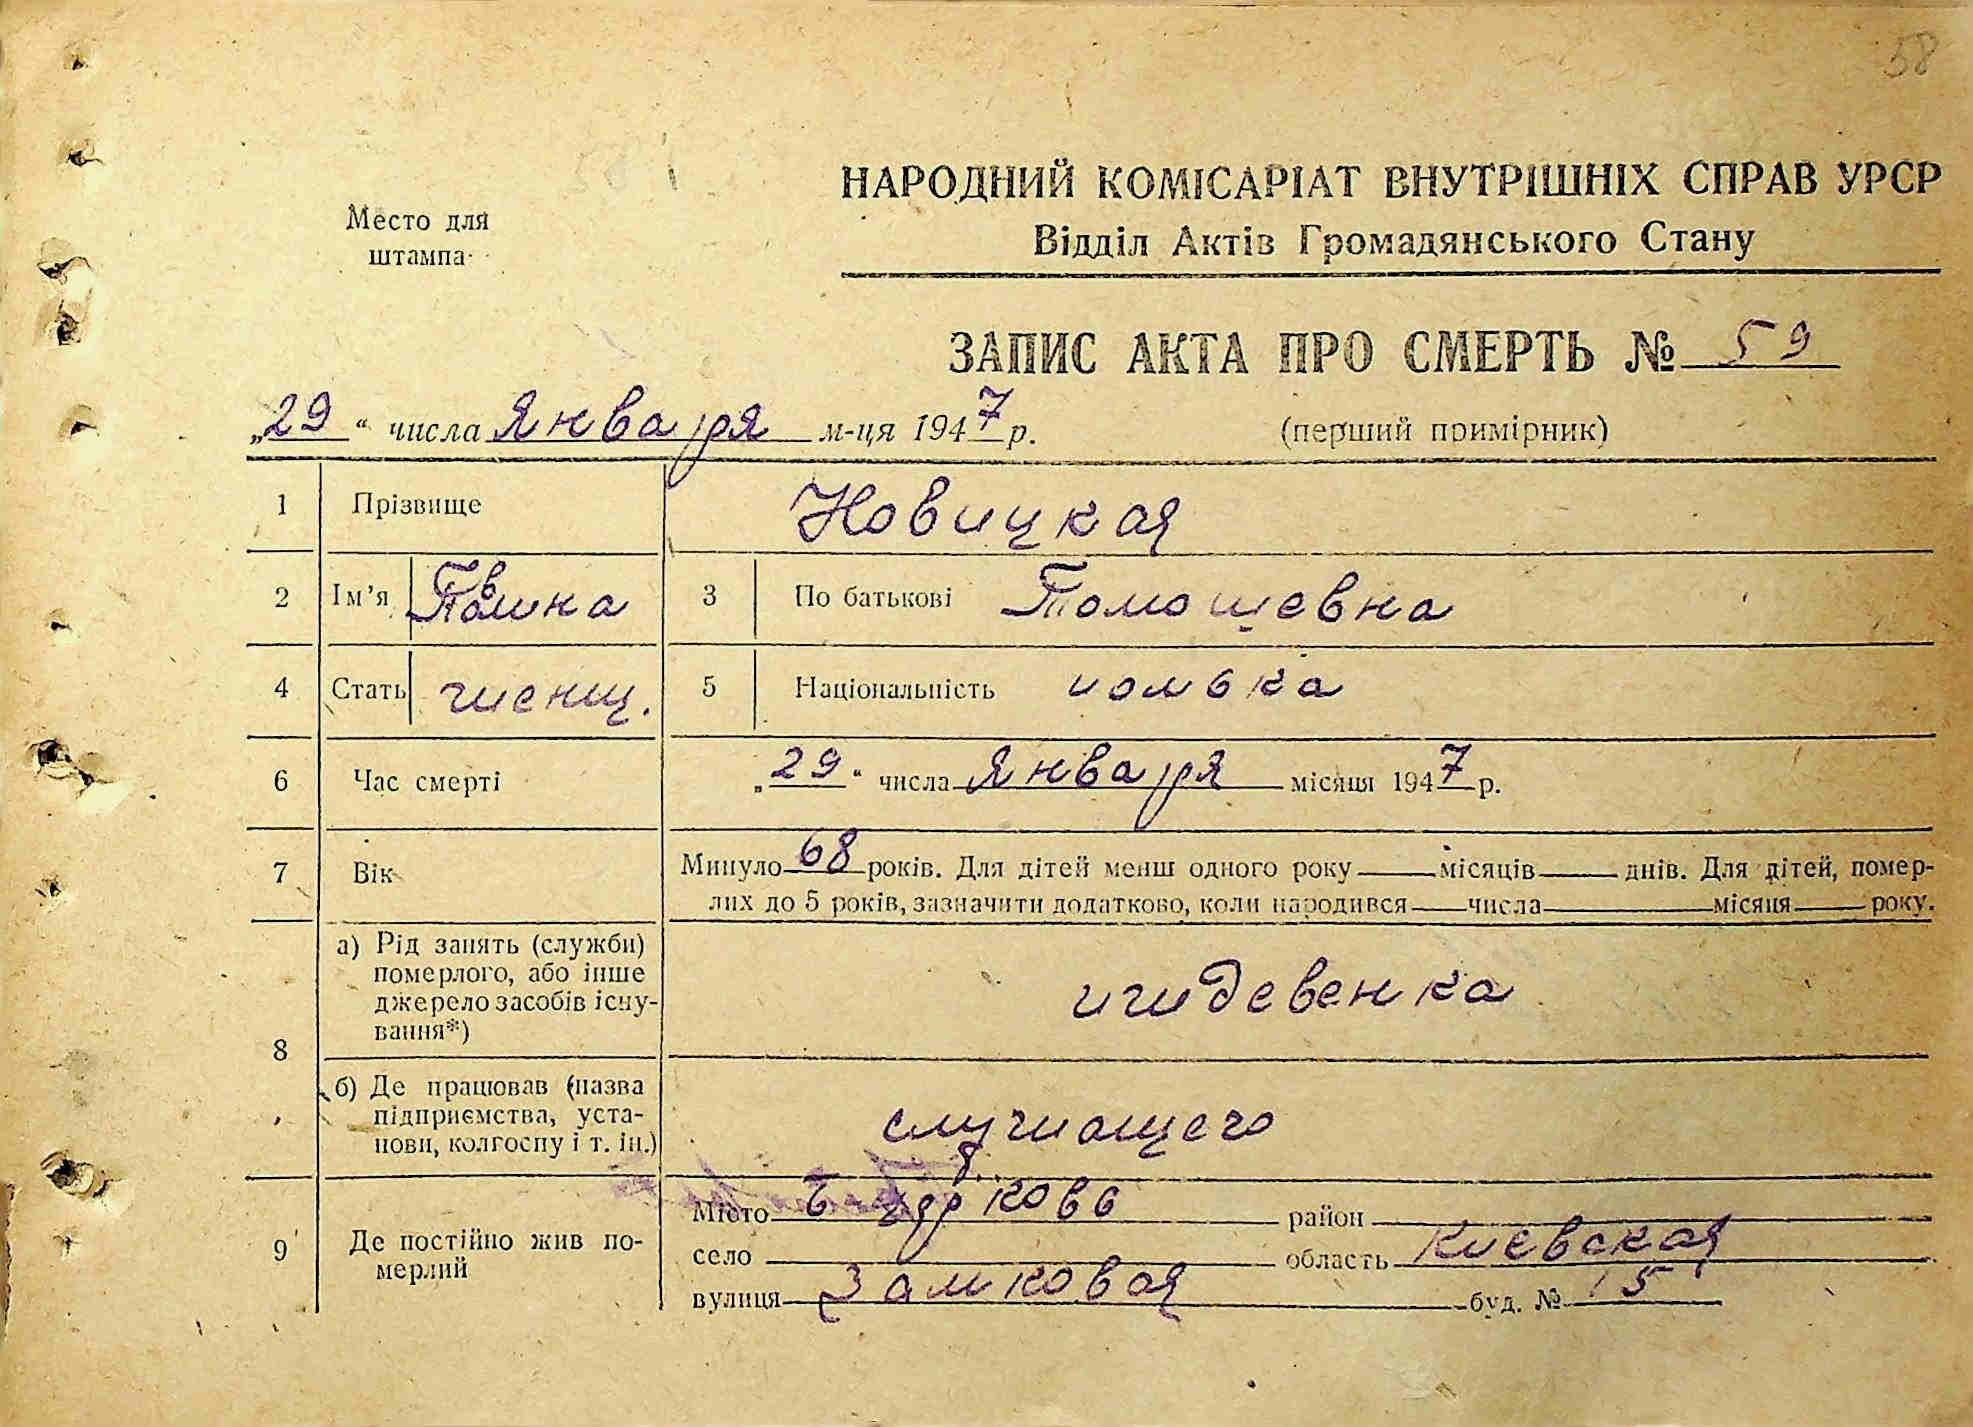 58
Место для
штампа
НАРОДНИЙ КОМІСАРІАТ ВНУТРІШНІХ СПРАВ УРСР
Відділ Актів Громадянського Стану
ЗАПИС АКТА ПРО СМЕРТЬ № 59
„29“ числа Января м-ця 1947 р. (перший примірник)
1 Прізвище Новицкая
2 Ім’я 3 По батькові Томошевна
4 Стать женщ. 5 Національність полька
6 Час смерті „29“ числа Января місяця 1947 р.
7 Вік Минуло 68 років. Для дітей менш одного року місяців днів. Для дітей, помер-
лих до 5 років, зазначити додатково, коли народився числа місяця року.
8 а) Рід занять (служби)
померлого, або інше
джерело засобів існу-
вання*) иждевенка
б) Де працював (назва
підприємства, уста-
нови, колгоспу і т. ін.) служащего
9 Де постійно жив по-
мерлий
Місто Б Церковь район
село область Киевская
вулиця Замковая буд. № 15